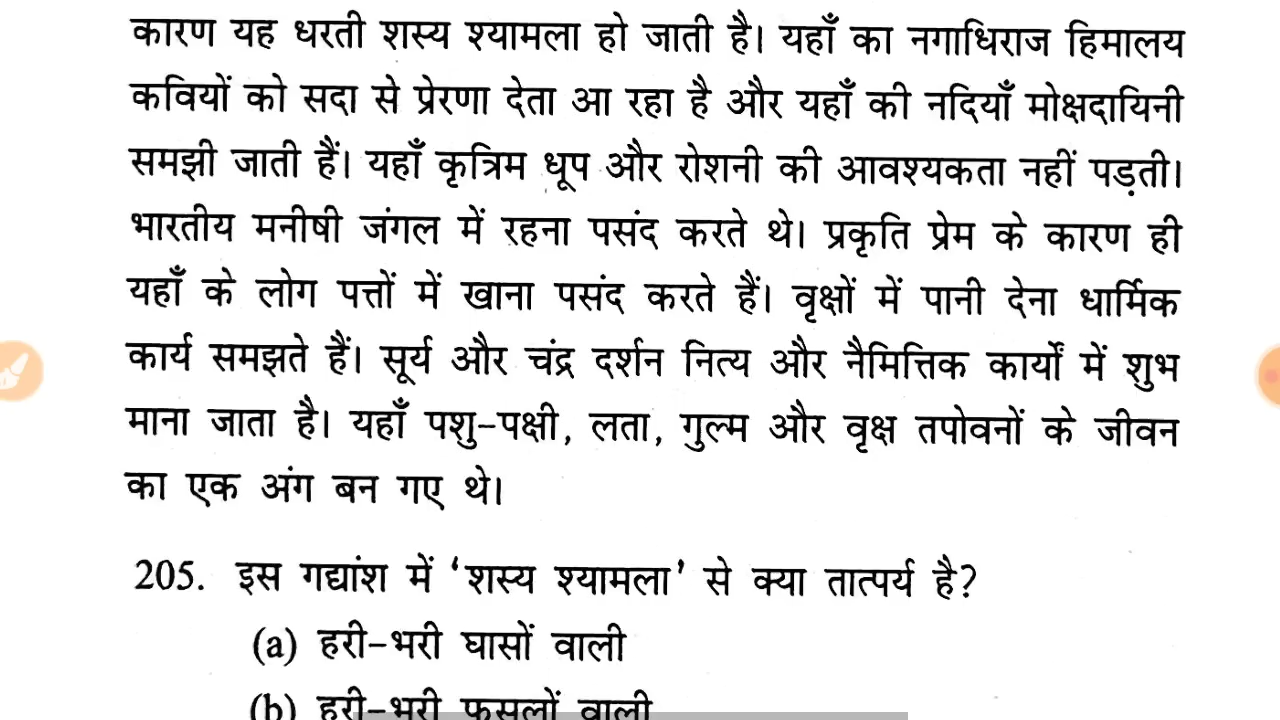 कारण यह धरती शस्य श्यामला हो जाती है। यहाँ का नगाधिराज हिमालय
कवियों को सदा से प्रेरणा देता आ रहा है और यहाँ की नदियाँ मोक्षदायिनी
समझी जाती हैं। यहाँ कृत्रिम धूप और रोशनी की आवश्यकता नहीं पड़ती।
भारतीय मनीषी जंगल में रहना पसंद करते थे। प्रकृति प्रेम के कारण ही
यहाँ के लोग पत्तों में खाना पसंद करते हैं। वृक्षों में पानी देना धार्मिक
कार्य समझते हैं। सूर्य और चंद्र दर्शन नित्य और नैमित्तिक कार्यों में शुभ
माना जाता है। यहाँ पशु-पक्षी, लता, गुल्म और वृक्ष तपोवनों के जीवन
का एक अंग बन गए थे।
205. इस गद्यांश में ‘शस्य श्यामला’ से क्या तात्पर्य है?
(a) हरी-भरी घासों वाली
(b) हरी-भरी फसलों वाली